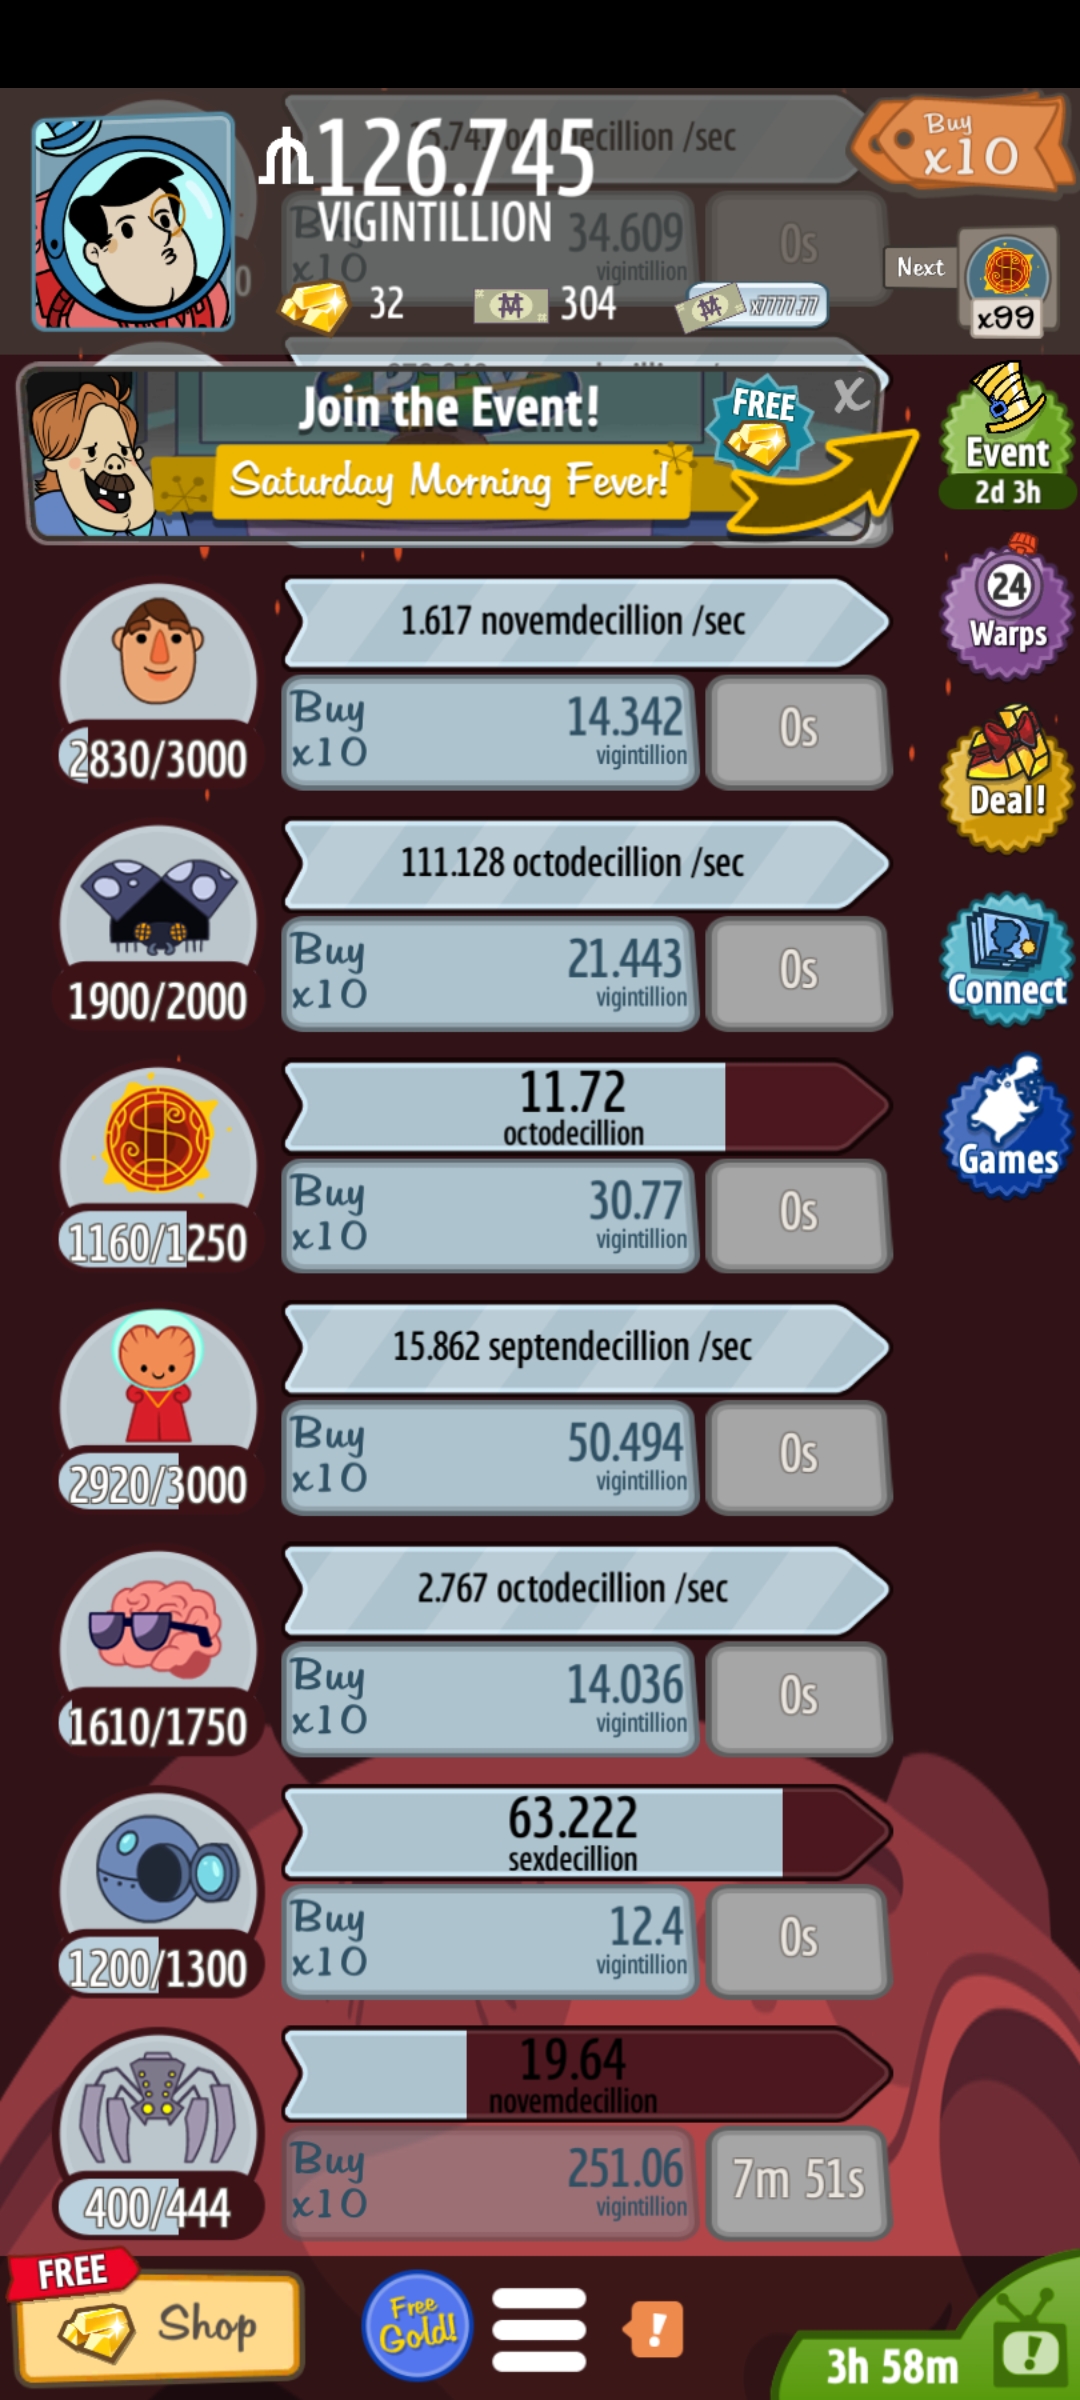 126.745
VIGINTILLION
Buy
x10
34.609
vigintillion
0s
Buy
x10
Next
x99
32
304
x7777.77
Join the Event!
Saturday Morning Fever!
FREE
X
Event
2d 3h
1.617 novemdecillion /sec
Buy
x10
14.342
vigintillion
0s
2830/3000
24
Warps
111.128 octodecillion /sec
Buy
x10
21.443
vigintillion
0s
1900/2000
Deal!
11.72
octodecillion
Buy
x10
30.77
vigintillion
0s
1160/1250
Connect
Games
15.862 septendecillion /sec
Buy
x10
50.494
vigintillion
0s
2920/3000
2.767 octodecillion /sec
Buy
x10
14.036
vigintillion
0s
1610/1750
63.222
sexdecillion
Buy
x10
12.4
vigintillion
0s
1200/1300
19.64
novemdecillion
Buy
x10
251.06
vigintillion
7m 51s
400/444
FREE
Shop
Free
Gold!
!
3h 58m
!